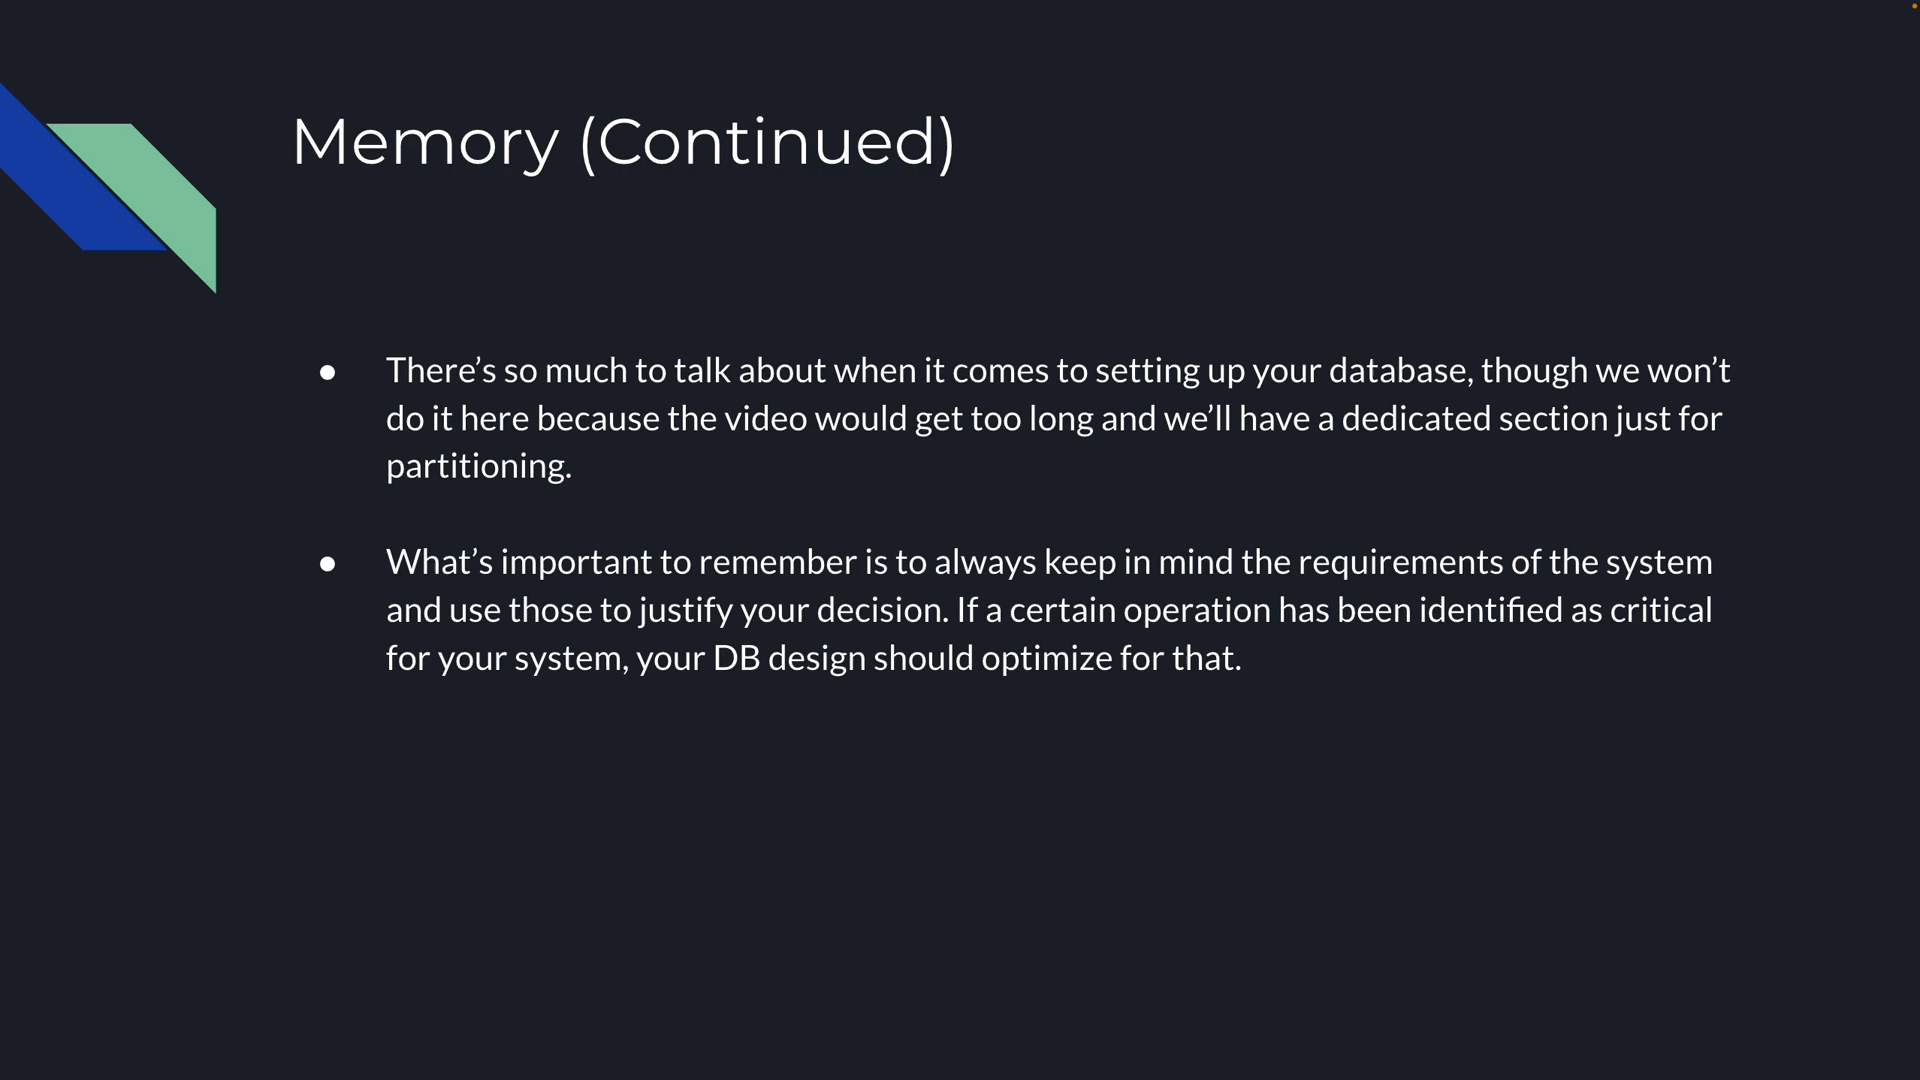 Memory (Continued)
● There’s so much to talk about when it comes to setting up your database, though we won’t
do it here because the video would get too long and we’ll have a dedicated section just for
partitioning.
● What’s important to remember is to always keep in mind the requirements of the system
and use those to justify your decision. If a certain operation has been identified as critical
for your system, your DB design should optimize for that.